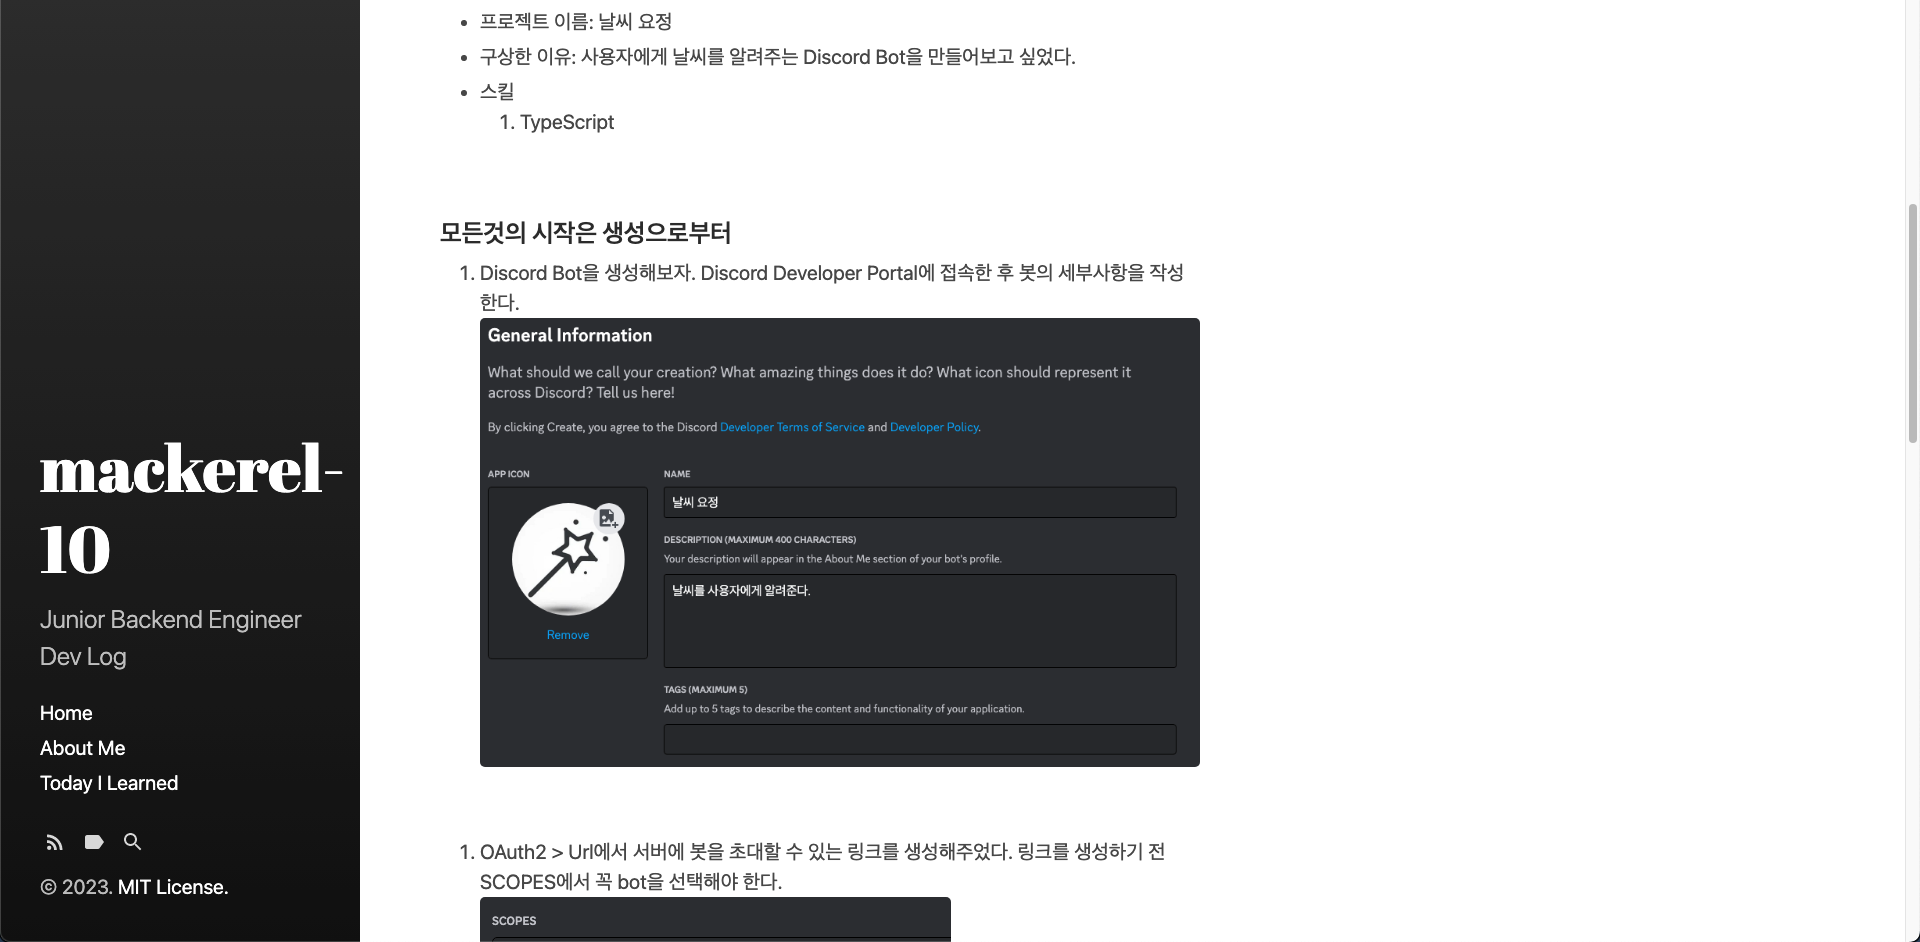 mackerel-
10
Junior Backend Engineer
Dev Log
Home
About Me
Today I Learned
© 2023. MIT License.
프로젝트 이름: 날씨 요정
구상한 이유: 사용자에게 날씨를 알려주는 Discord Bot을 만들어보고 싶었다.
스킬
1. TypeScript
모든것의 시작은 생성으로부터
1. Discord Bot을 생성해보자. Discord Developer Portal에 접속한 후 봇의 세부사항을 작성
한다.
General Information
What should we call your creation? What amazing things does it do? What icon should represent it
across Discord? Tell us here!
By clicking Create, you agree to the Discord Developer Terms of Service and Developer Policy.
APP ICON
Remove
NAME
날씨 요정
DESCRIPTION (MAXIMUM 400 CHARACTERS)
Your description will appear in the About Me section of your bot's profile.
날씨를 사용자에게 알려준다.
TAGS (MAXIMUM 5)
Add up to 5 tags to describe the content and functionality of your application.
1. OAuth2 > Url에서 서버에 봇을 초대할 수 있는 링크를 생성해주었다. 링크를 생성하기 전
SCOPES에서 꼭 bot을 선택해야 한다.
SCOPES